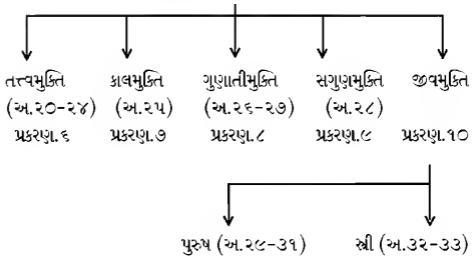 તત્ત્વમુક્તિ કાલમુક્તિ ગુણાતીમુક્તિ સગુણમુક્તિ જીવમુક્તિ
(અ.૨૦-૨૪) (અ.૨૫) (અ.૨૬-૨૭) (અ.૨૮)
પ્રકરણ.૬ પ્રકરણ.૭ પ્રકરણ.૮ પ્રકરણ.૯ પ્રકરણ.૧૦
પુરુષ (અ.૨૯-૩૧) સ્ત્રી (અ.૩૨-૩૩)